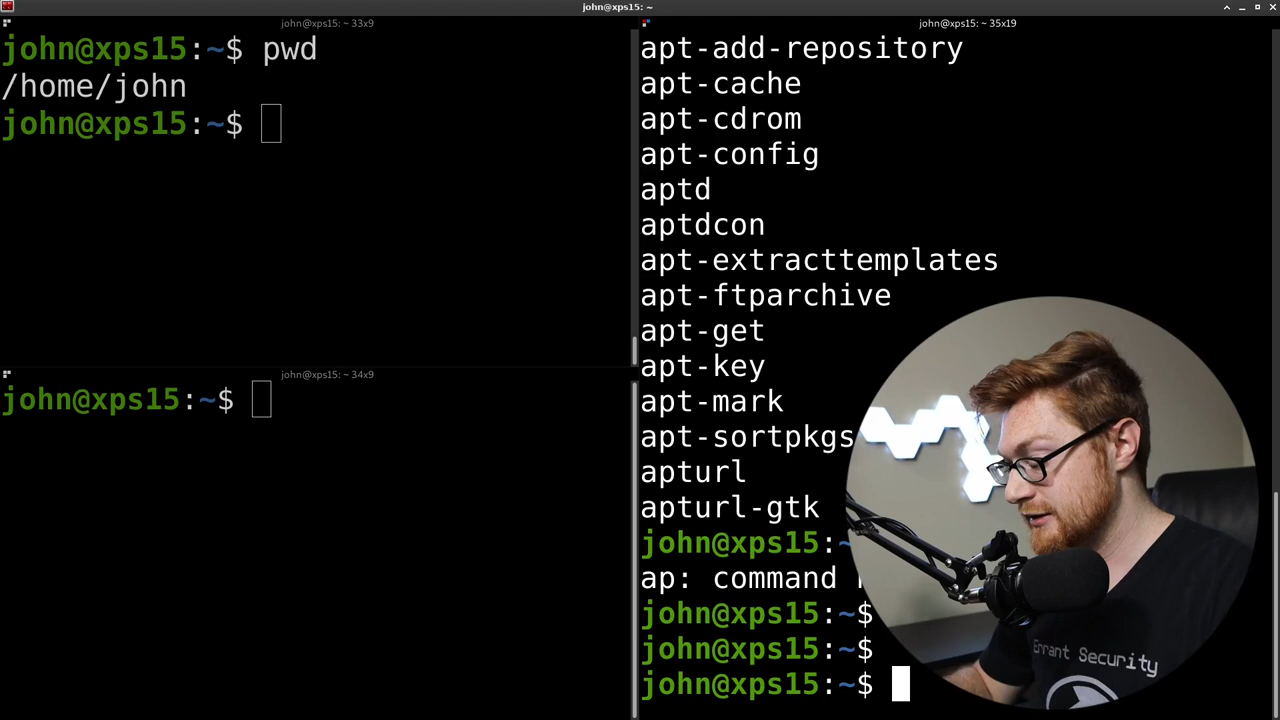 john@xps15: ~
john@xps15: ~ 33x9
john@xps15:~$ pwd
/home/john
john@xps15:~$
john@xps15: ~ 34x9
john@xps15:~$
john@xps15: ~ 35x19
apt-add-repository
apt-cache
apt-cdrom
apt-config
aptd
aptdcon
apt-extracttemplates
apt-ftparchive
apt-get
apt-key
apt-mark
apt-sortpkgs
apturl
apturl-gtk
john@xps15:~
ap: command
john@xps15:~$
john@xps15:~$
john@xps15:~$
Errant Security